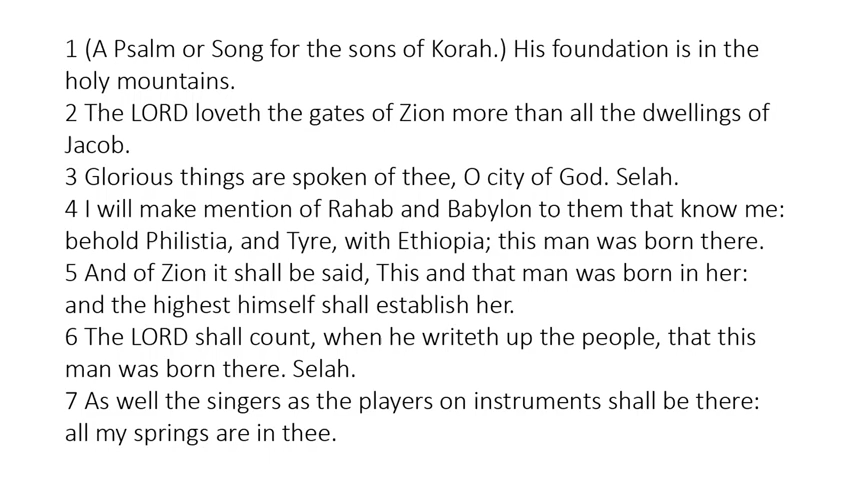 1 (A Psalm or Song for the sons of Korah.) His foundation is in the
holy mountains.
2 The LORD loveth the gates of Zion more than all the dwellings of
Jacob.
3 Glorious things are spoken of thee, O city of God. Selah.
4 I will make mention of Rahab and Babylon to them that know me:
behold Philistia, and Tyre, with Ethiopia; this man was born there.
5 And of Zion it shall be said, This and that man was born in her:
and the highest himself shall establish her.
6 The LORD shall count, when he writeth up the people, that this
man was born there. Selah.
7 As well the singers as the players on instruments shall be there:
all my springs are in thee.